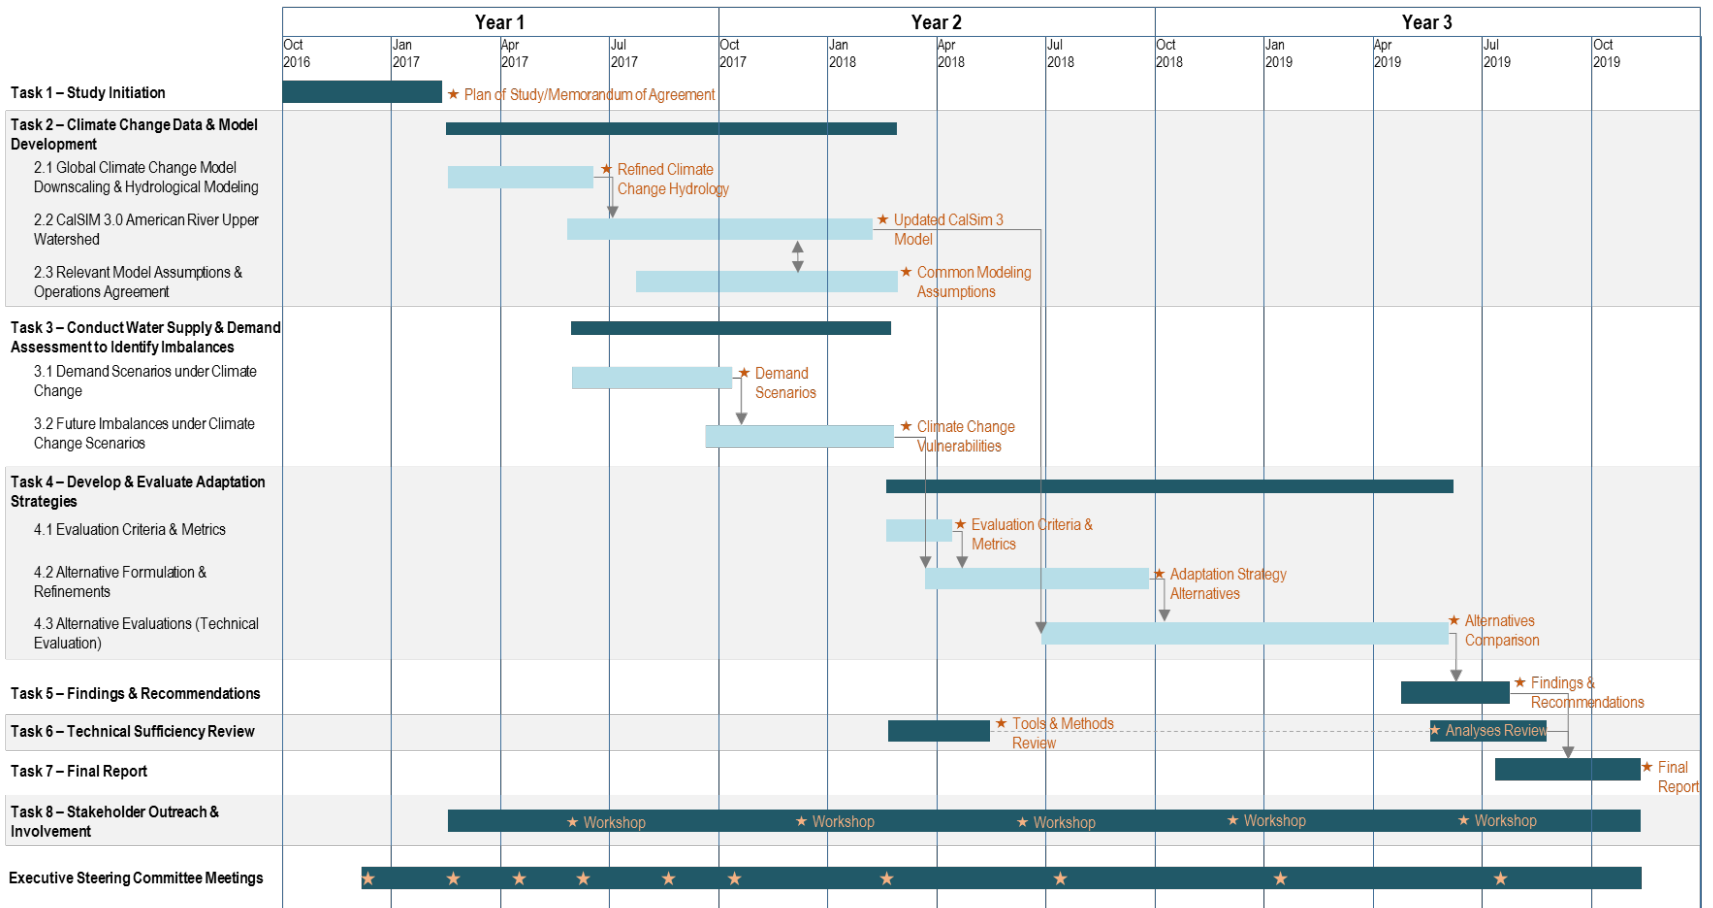 Year 1
Year 2
Year 3
Oct
2016
Jan
2017
Apr
2017
Jul
2017
Oct
2017
Jan
2018
Apr
2018
Jul
2018
Oct
2018
Jan
2019
Apr
2019
Jul
2019
Oct
2019
Task 1 – Study Initiation
Plan of Study/Memorandum of Agreement
Task 2 – Climate Change Data & Model
Development
2.1 Global Climate Change Model
Downscaling & Hydrological Modeling
Refined Climate
Change Hydrology
2.2 CalSIM 3.0 American River Upper
Watershed
Updated CalSim 3
Model
2.3 Relevant Model Assumptions &
Operations Agreement
Common Modeling
Assumptions
Task 3 – Conduct Water Supply & Demand
Assessment to Identify Imbalances
3.1 Demand Scenarios under Climate
Change
Demand
Scenarios
3.2 Future Imbalances under Climate
Change Scenarios
Climate Change
Vulnerabilities
Task 4 – Develop & Evaluate Adaptation
Strategies
4.1 Evaluation Criteria & Metrics
Evaluation Criteria &
Metrics
4.2 Alternative Formulation &
Refinements
Adaptation Strategy
Alternatives
4.3 Alternative Evaluations (Technical
Evaluation)
Alternatives
Comparison
Task 5 – Findings & Recommendations
Findings &
Recommendations
Task 6 – Technical Sufficiency Review
Tools & Methods
Review
Analyses Review
Task 7 – Final Report
Final
Report
Task 8 – Stakeholder Outreach &
Involvement
Workshop
Workshop
Workshop
Workshop
Workshop
Executive Steering Committee Meetings